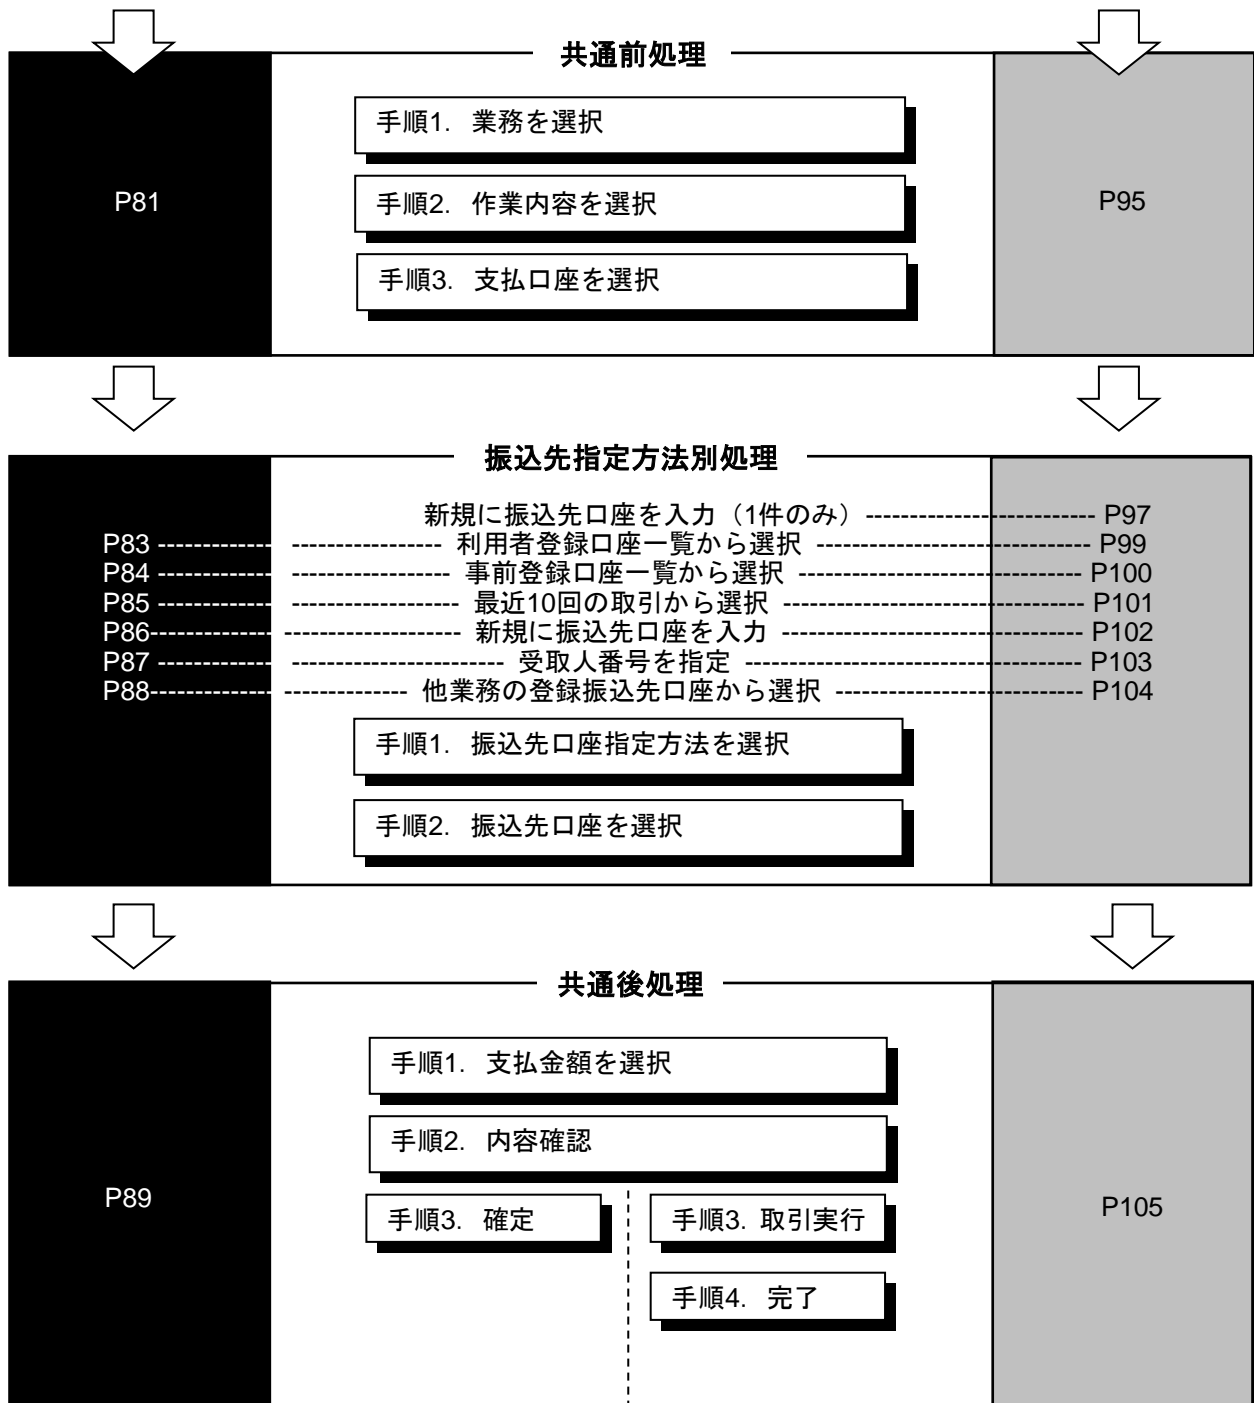 共通前処理
手順1. 業務を選択
手順2. 作業内容を選択
手順3. 支払口座を選択
P81
P95
振込先指定方法別処理
新規に振込先口座を入力（1件のみ）--------------------- P97
P83 ------------- ---------------- 利用者登録口座一覧から選択 ---------------------------- P99
P84 ------------- ---------------- 事前登録口座一覧から選択 ----------------------------- P100
P85 ------------- ------------------ 最近10回の取引から選択 ----------------------------- P101
P86-------------- ------------------ 新規に振込先口座を入力 ----------------------------- P102
P87 ------------- ------------------------ 受取人番号を指定 --------------------------------- P103
P88-------------- ------------- 他業務の登録振込先口座から選択 -------------------------- P104
手順1. 振込先口座指定方法を選択
手順2. 振込先口座を選択
共通後処理
手順1. 支払金額を選択
手順2. 内容確認
P89
手順3. 確定
手順3. 取引実行
P105
手順4. 完了